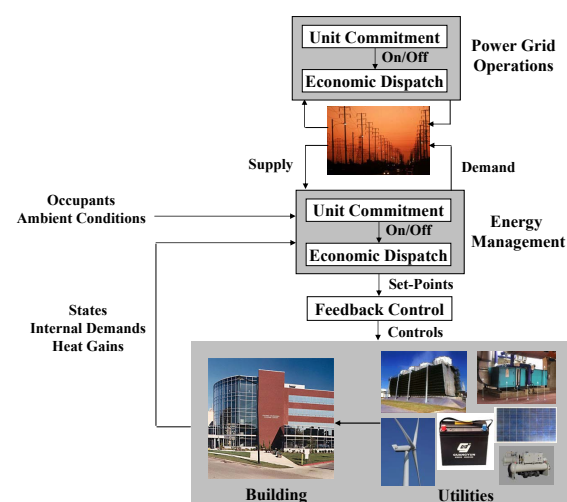 Unit Commitment
On/Off
Economic Dispatch
Power Grid
Operations
Supply
Demand
Occupants
Ambient Conditions
Unit Commitment
On/Off
Economic Dispatch
Energy
Management
Set-Points
Feedback Control
Controls
States
Internal Demands
Heat Gains
Building
Utilities